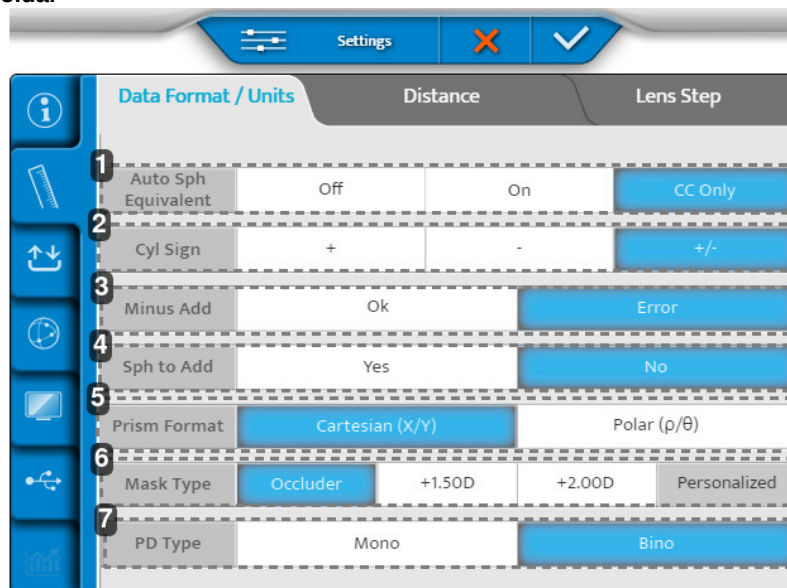 Settings
Data Format / Units Distance Lens Step
1
Auto Sph Equivalent Off On CC Only
2
Cyl Sign + - +/-
3
Minus Add Ok Error
4
Sph to Add Yes No
5
Prism Format Cartesian (X/Y) Polar (ρ/θ)
6
Mask Type Occluder +1.50D +2.00D Personalized
7
PD Type Mono Bino